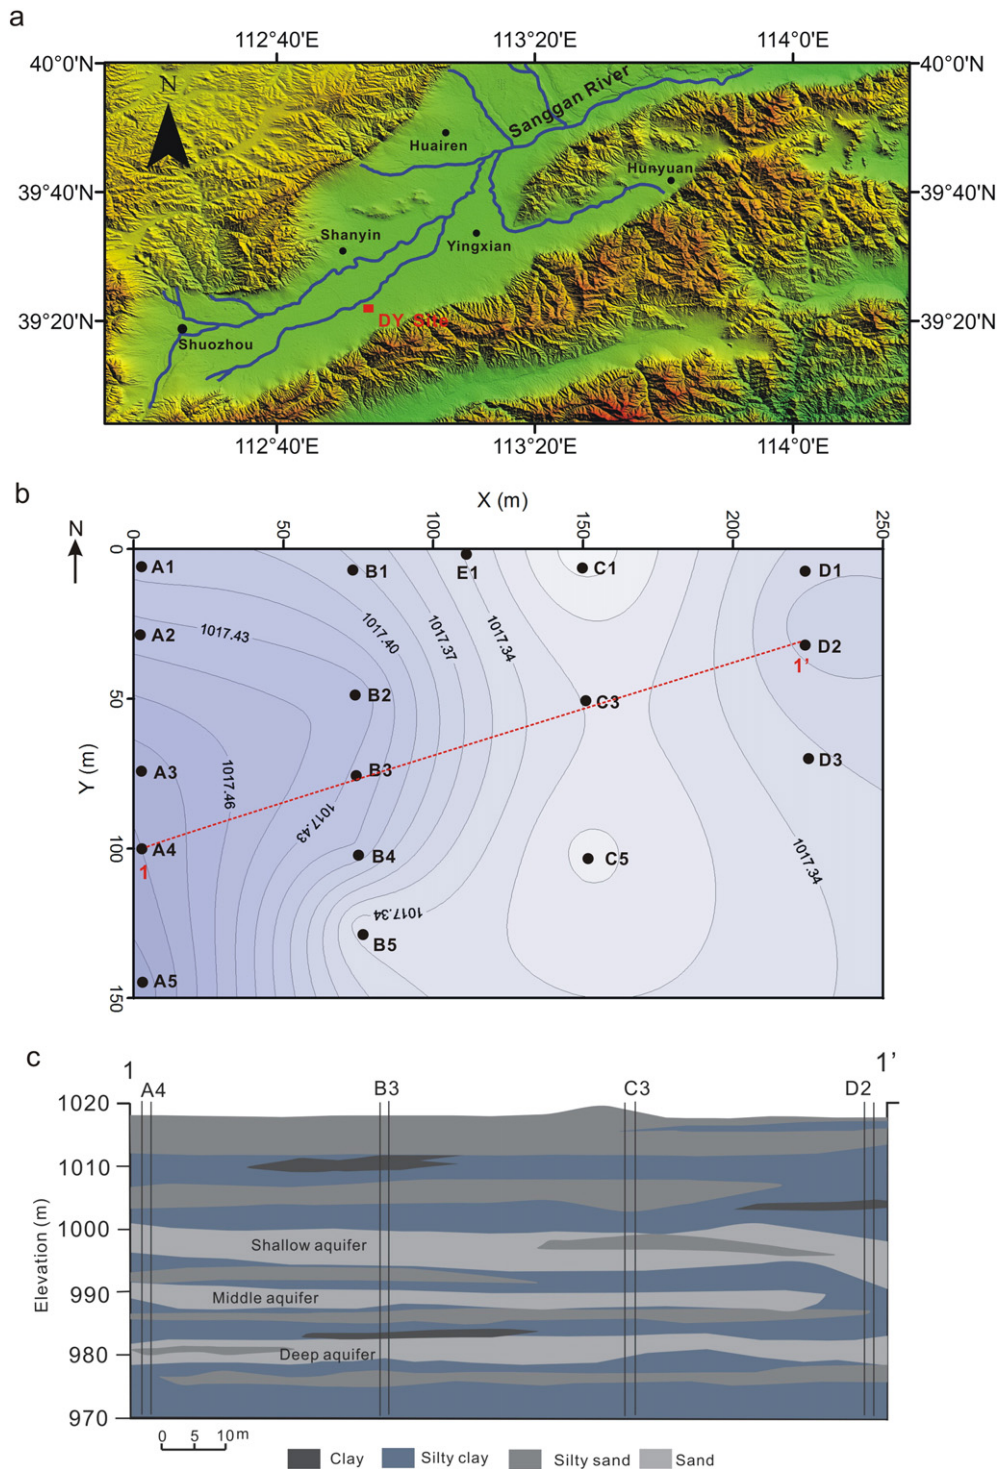 a
112°40'E 113°20'E 114°0'E
40°0'N 40°0'N
N
Sanggan River
Huairen
Hunyuan
39°40'N 39°40'N
Shanyin
Yingxian
39°20'N DY Site 39°20'N
Shuozhou
112°40'E 113°20'E 114°0'E
b
X (m)
N
0 50 100 150 200 250
0
A1 B1 E1 C1 D1
A2 1017.43 1017.40 1017.37 1017.34 D2
1'
50 B2 C3
Y (m)
A3 1017.46 B3 D3
1017.43
100 A4 B4 C5 1017.34
1
1017.34
B5
A5
150
c
1 1'
A4 B3 C3 D2
1020
1010
1000
Shallow aquifer
990 Middle aquifer
980 Deep aquifer
970
Elevation (m)
0 5 10m
Clay Silty clay Silty sand Sand